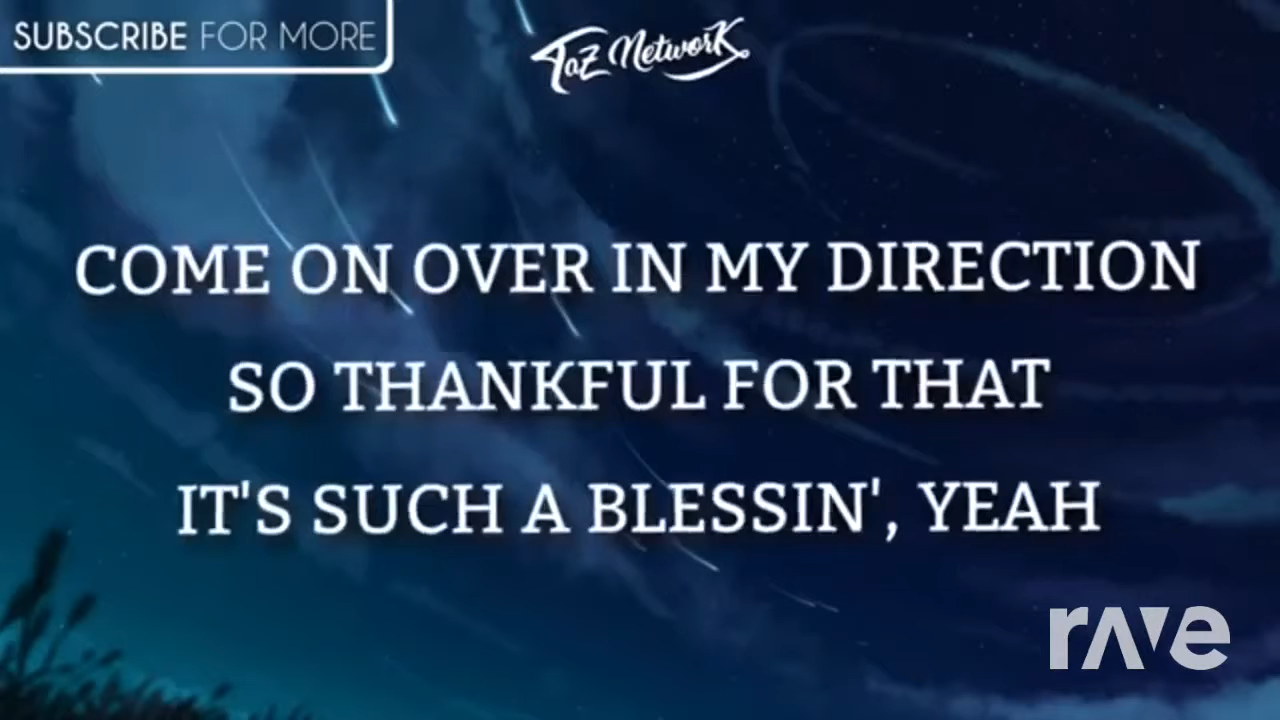 SUBSCRIBE FOR MORE
TaZ NetworK
COME ON OVER IN MY DIRECTION
SO THANKFUL FOR THAT
IT'S SUCH A BLESSIN', YEAH
rave